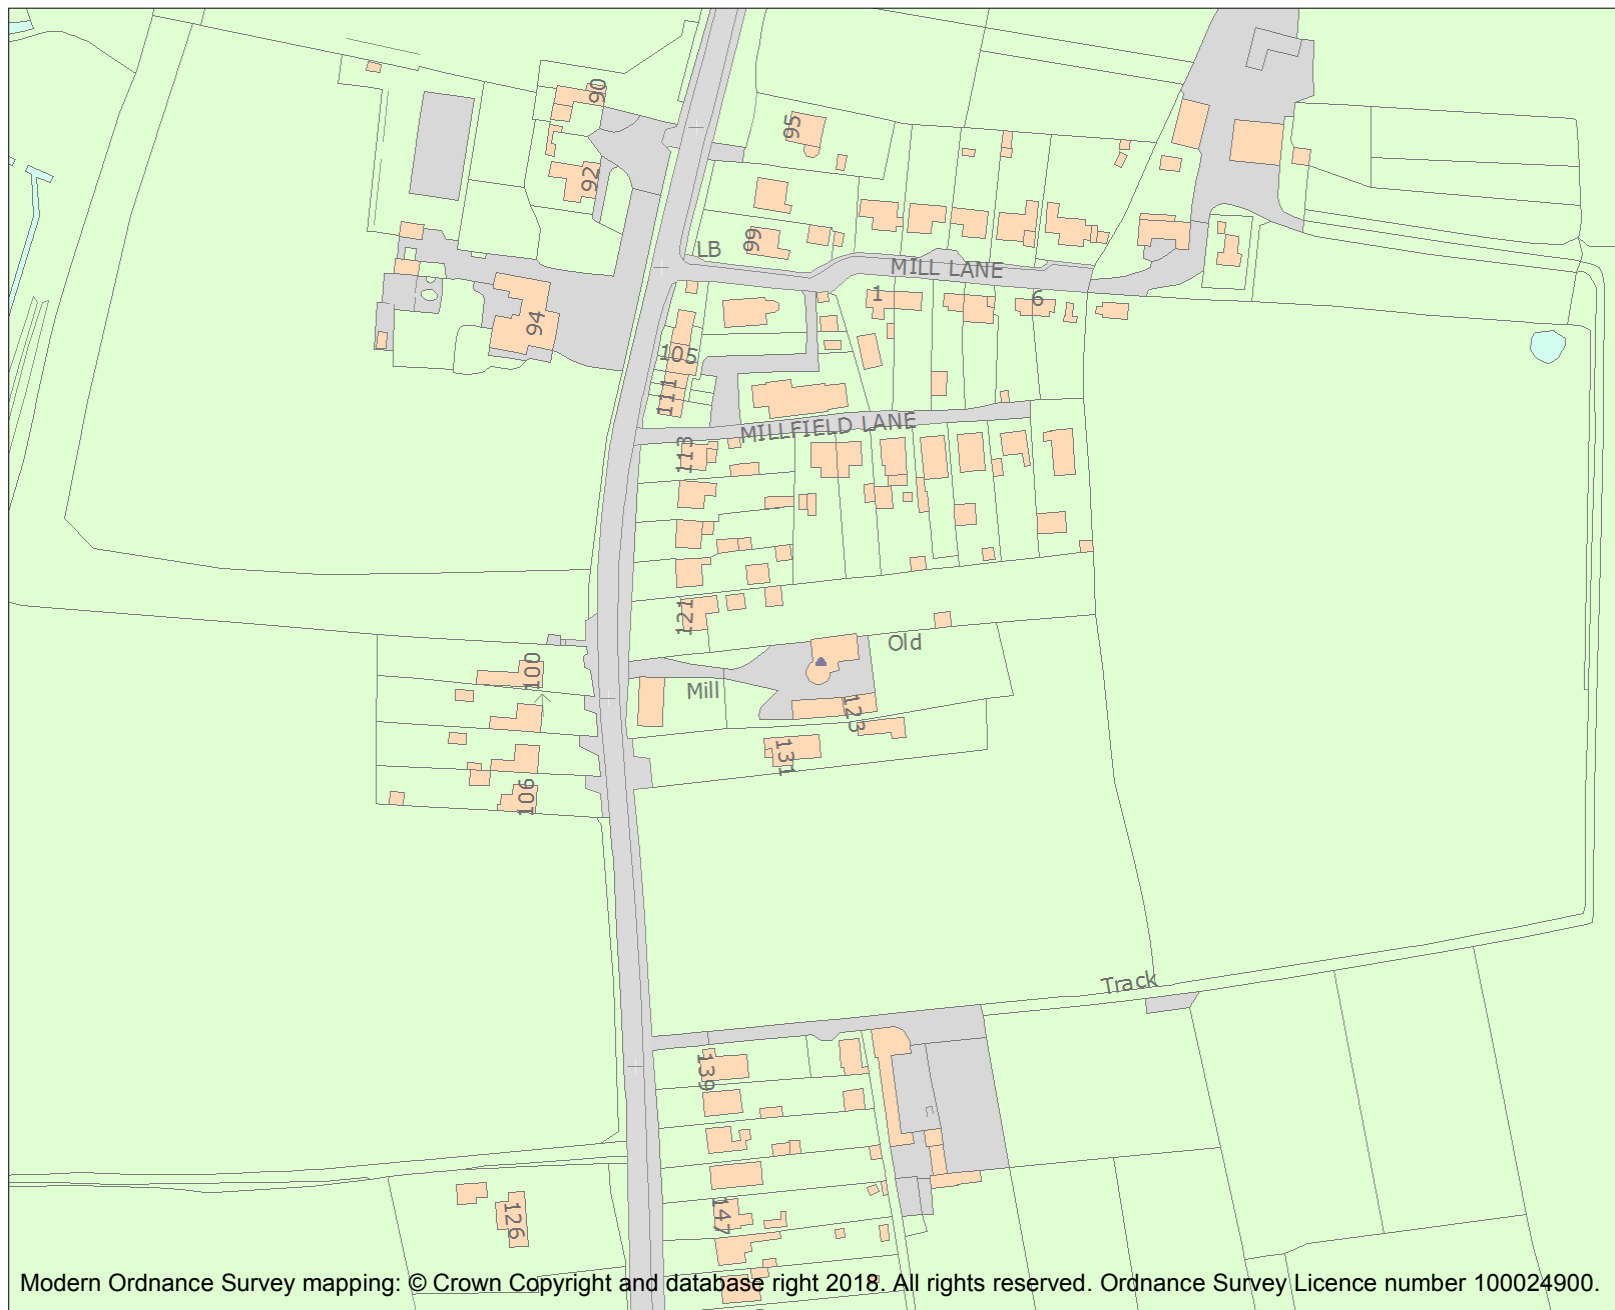 90
95
92
99
LB
MILL LANE
1
6
94
105
111
MILLFIELD LANE
113
121
Old
100
Mill
123
131
106
Track
139
147
126
Modern Ordnance Survey mapping: © Crown Copyright and database right 2018. All rights reserved. Ordnance Survey Licence number 100024900.